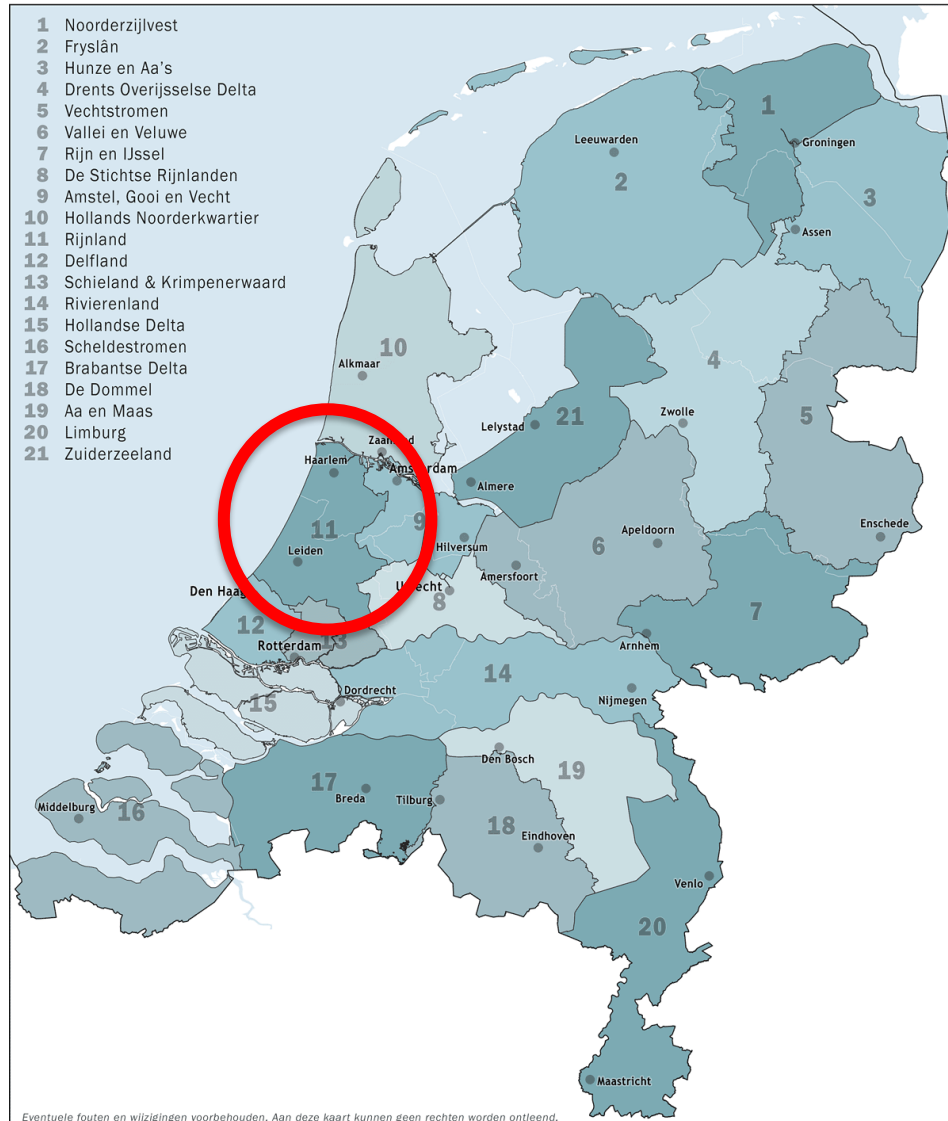 1 Noorderzijlvest
2 Fryslân
3 Hunze en Aa's
4 Drents Overijsselse Delta
5 Vechtstromen
6 Vallei en Veluwe
7 Rijn en IJssel
8 De Stichtse Rijnlanden
9 Amstel, Gooi en Vecht
10 Hollands Noorderkwartier
11 Rijnland
12 Delfland
13 Schieland & Krimpenerwaard
14 Rivierenland
15 Hollandse Delta
16 Scheldestromen
17 Brabantse Delta
18 De Dommel
19 Aa en Maas
20 Limburg
21 Zuiderzeeland
1
Leeuwarden
Groningen
2
3
Assen
10
Alkmaar
4
Zwolle
5
21
Lelystad
Zaanstad
Haarlem
Amsterdam
Almere
9
11
Enschede
Apeldoorn
6
Hilversum
Leiden
Amersfoort
Utrecht
8
Den Haag
7
12
13
Rotterdam
Arnhem
14
Dordrecht
15
Nijmegen
Den Bosch
19
17
Breda
Tilburg
Middelburg
16
18
Eindhoven
Venlo
20
Maastricht
Eventuele fouten en wijzigingen voorbehouden. Aan deze kaart kunnen geen rechten worden ontleend.